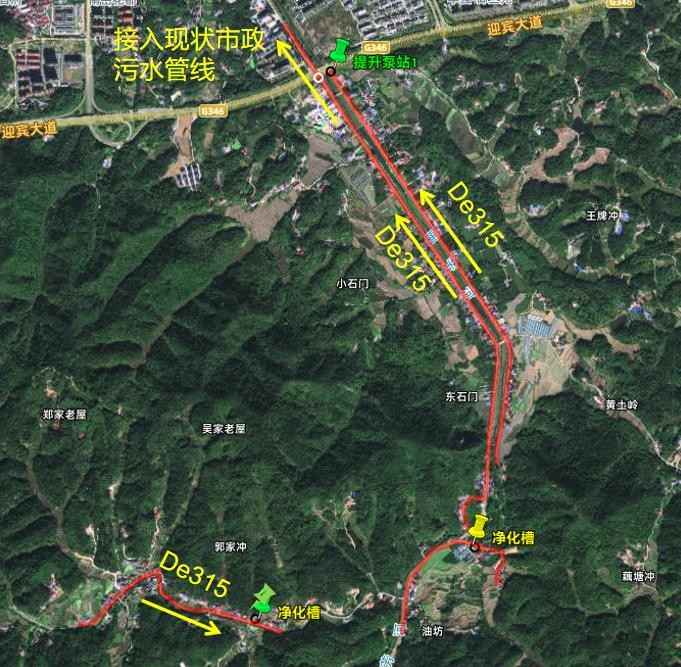 迎宾大道
G346
接入现状市政
污水管线
提升泵站1
G346
迎宾大道
G346
王牌冲
De315
De315
小石门
东石门
黄土岭
郑家老屋
吴家老屋
净化槽
郭家冲
De315
藕塘冲
净化槽
油坊